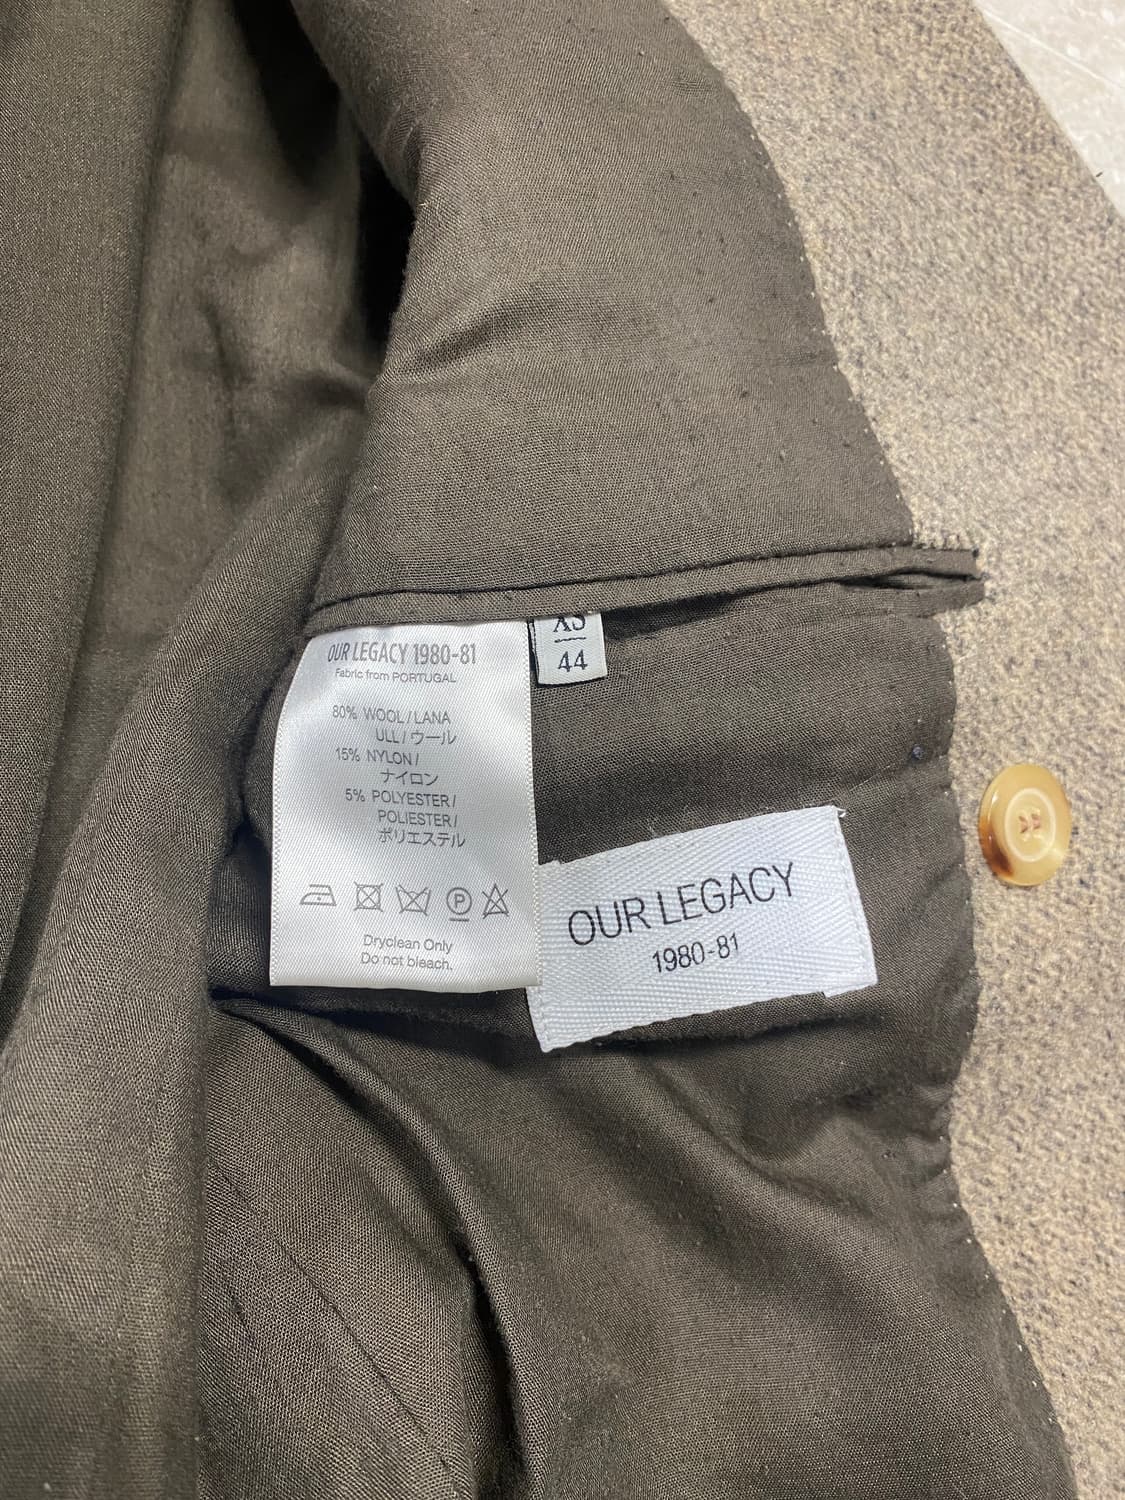 OUR LEGACY 1980-81
Fabric from PORTUGAL
80% WOOL / LANA
ULL / ウール
15% NYLON /
ナイロン
5% POLYESTER /
POLIESTER /
ポリエステル
P
Dryclean Only
Do not bleach.
XS
44
OUR LEGACY
1980-81